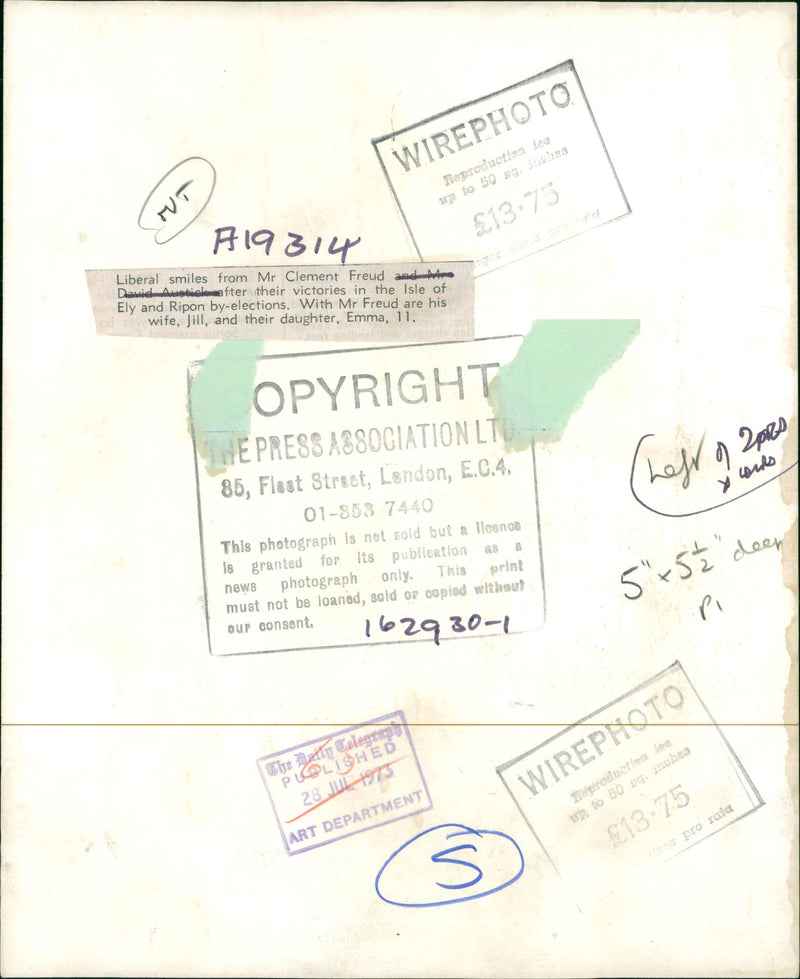 WIREPHOTO
Reproduction fee
up to 50 sq. inches
£13·75
pro rata
A19314
Liberal smiles from Mr Clement Freud and Mr
David Austick after their victories in the Isle of
Ely and Ripon by-elections. With Mr Freud are his
wife, Jill, and their daughter, Emma, 11.
COPYRIGHT
THE PRESS ASSOCIATION LTD
85, Fleet Street, London, E.C.4.
01-353 7440
This photograph is not sold but a licence
is granted for its publication as a
news photograph only. This print
must not be loaned, sold or copied without
our consent.
162930-1
Left of 2
5" x 5½" deep
P1
The Daily Telegraph
PUBLISHED
28 JUL 1973
ART DEPARTMENT
5
WIREPHOTO
Reproduction fee
up to 50 sq. inches
£13·75
pro rata